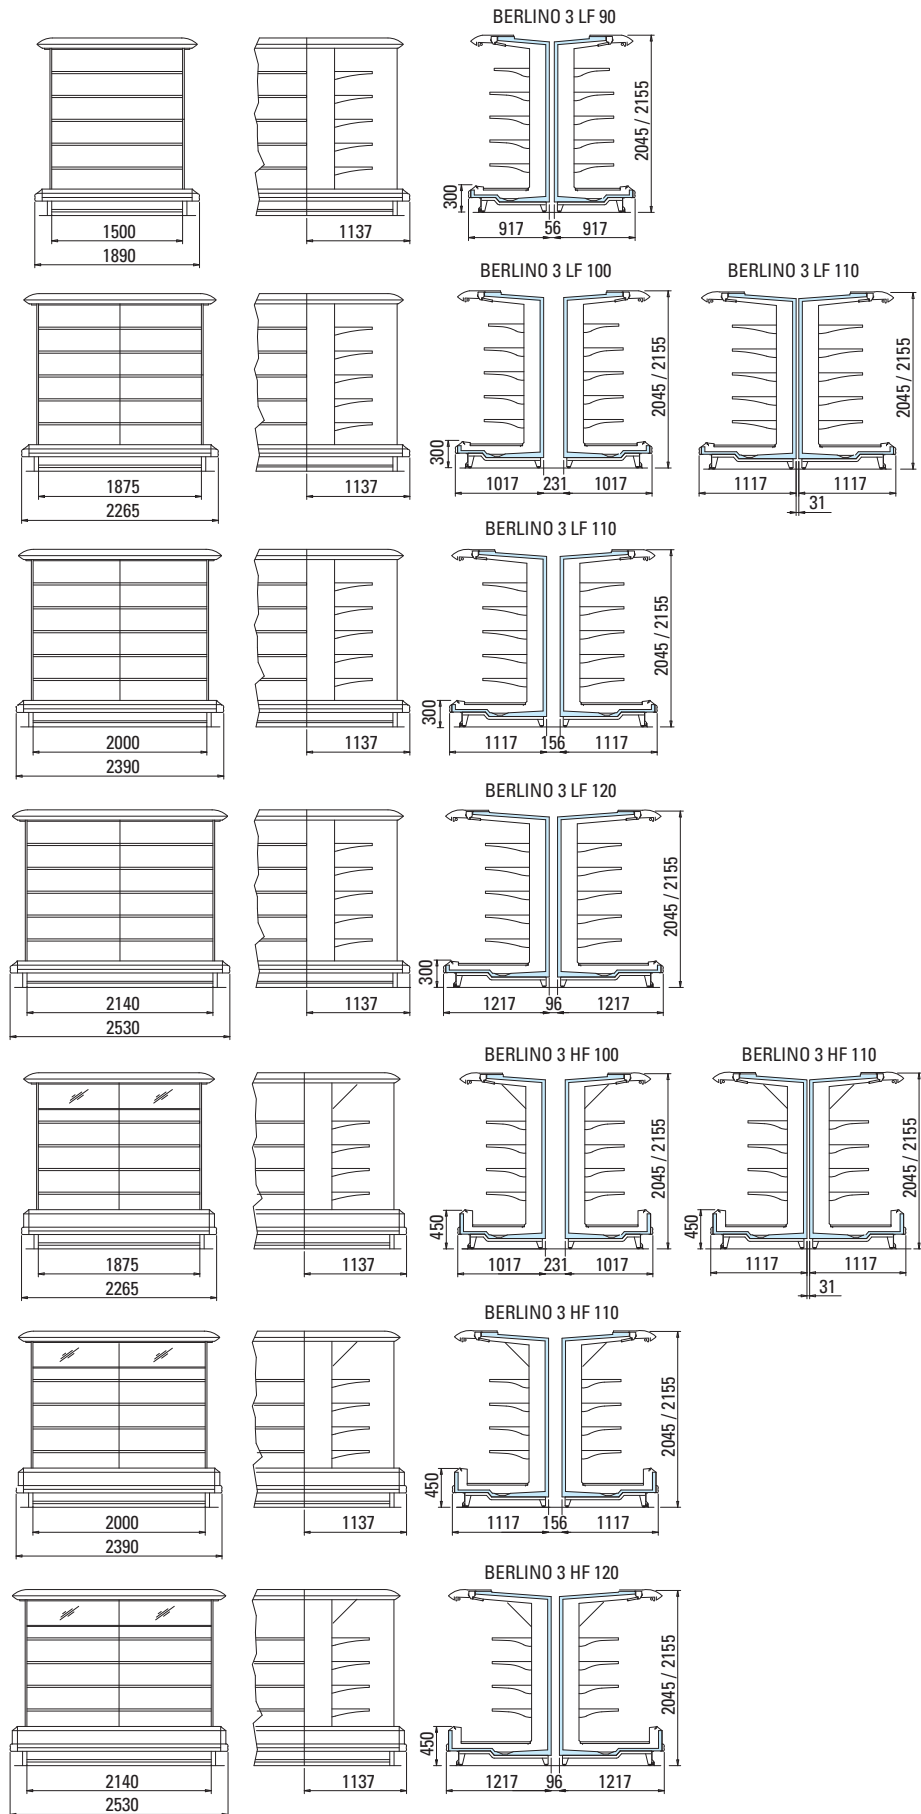 BERLINO 3 LF 90
2045 / 2155
300
1500
1137
917 56 917
1890
BERLINO 3 LF 100
BERLINO 3 LF 110
2045 / 2155
2045 / 2155
300
1875
1137
1017 231 1017
1117 1117
2265
31
BERLINO 3 LF 110
2045 / 2155
300
2000
1137
1117 156 1117
2390
BERLINO 3 LF 120
2045 / 2155
300
2140
1137
1217 96 1217
2530
BERLINO 3 HF 100
BERLINO 3 HF 110
2045 / 2155
2045 / 2155
450
450
1875
1137
1017 231 1017
1117 1117
2265
31
BERLINO 3 HF 110
2045 / 2155
450
2000
1137
1117 156 1117
2390
BERLINO 3 HF 120
2045 / 2155
450
2140
1137
1217 96 1217
2530